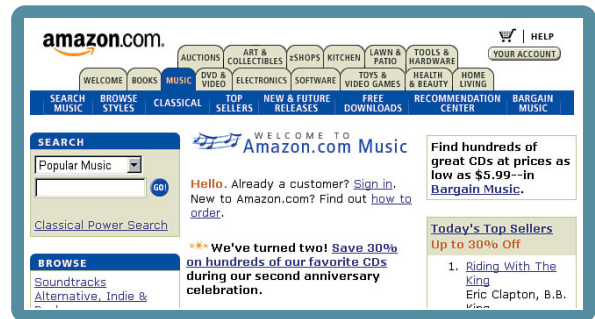 amazon.com.
HELP
YOUR ACCOUNT
AUCTIONS
ART &
COLLECTIBLES
zSHOPS
KITCHEN
LAWN &
PATIO
TOOLS &
HARDWARE
WELCOME
BOOKS
MUSIC
DVD &
VIDEO
ELECTRONICS
SOFTWARE
TOYS &
VIDEO GAMES
HEALTH
& BEAUTY
HOME
LIVING
SEARCH
MUSIC
BROWSE
STYLES
CLASSICAL
TOP
SELLERS
NEW & FUTURE
RELEASES
FREE
DOWNLOADS
RECOMMENDATION
CENTER
BARGAIN
MUSIC
SEARCH
Popular Music
GO!
Classical Power Search
BROWSE
Soundtracks
Alternative, Indie &
WELCOME TO
Amazon.com Music
Hello. Already a customer? Sign in.
New to Amazon.com? Find out how to
order.
We've turned two! Save 30%
on hundreds of our favorite CDs
during our second anniversary
celebration.
Find hundreds of
great CDs at prices as
low as $5.99--in
Bargain Music.
Today's Top Sellers
Up to 30% Off
1. Riding With The
King
Eric Clapton, B.B.